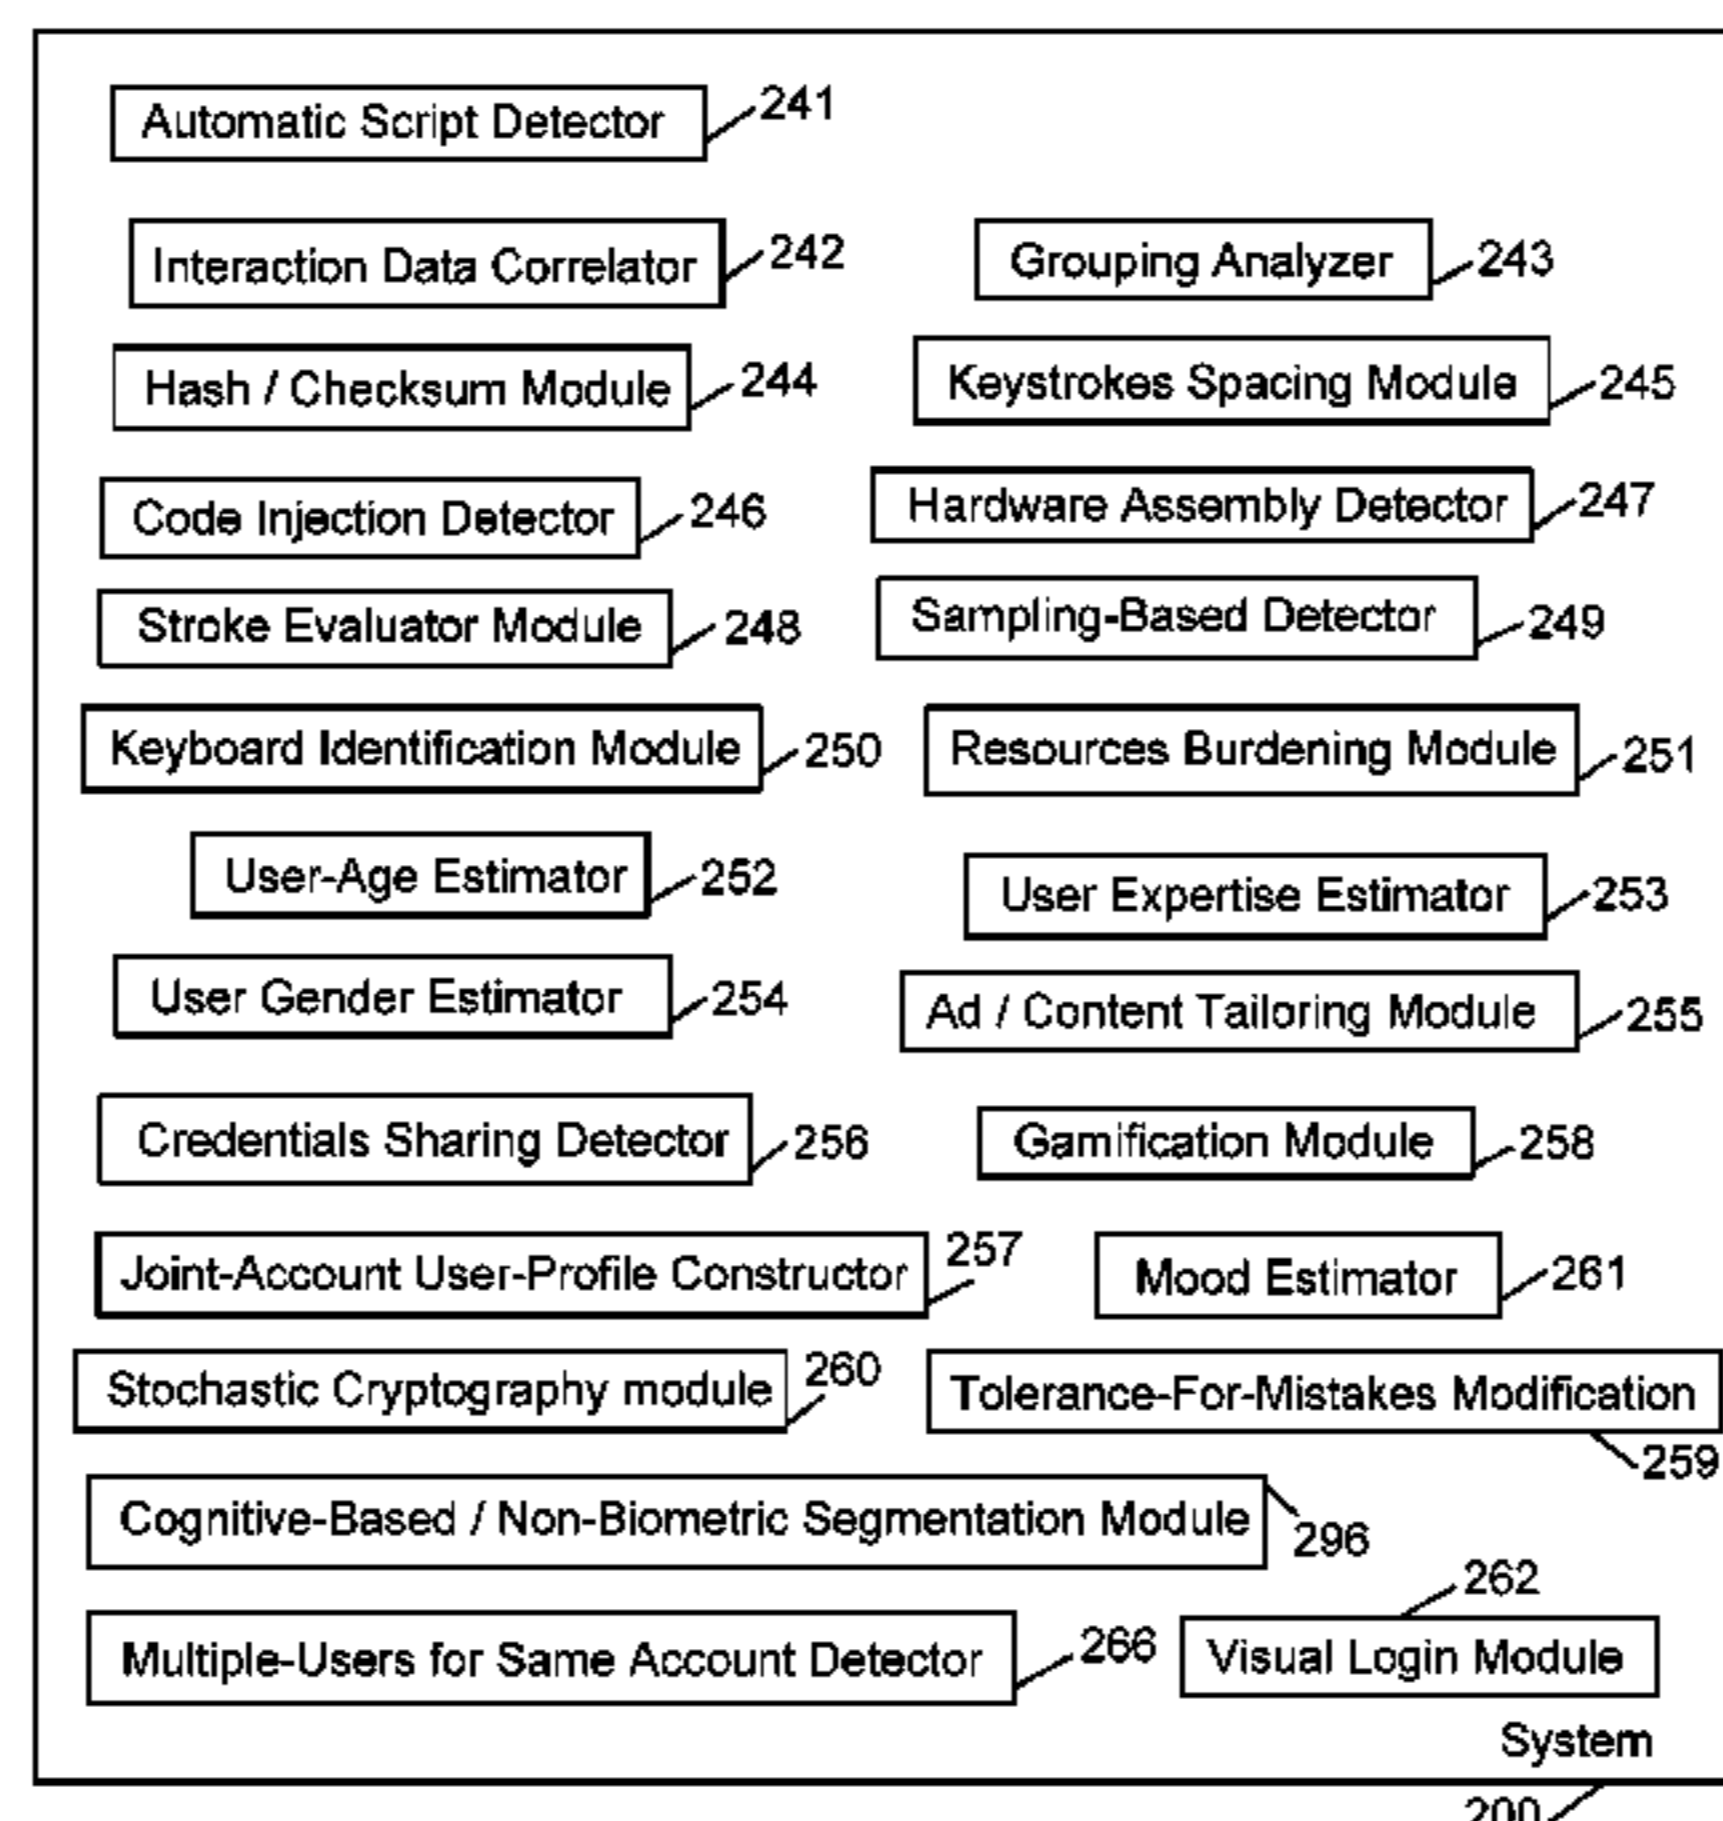 Automatic Script Detector 241
Interaction Data Correlator 242 Grouping Analyzer 243
Hash / Checksum Module 244 Keystrokes Spacing Module 245
Code Injection Detector 246 Hardware Assembly Detector 247
Stroke Evaluator Module 248 Sampling-Based Detector 249
Keyboard Identification Module 250 Resources Burdening Module 251
User-Age Estimator 252 User Expertise Estimator 253
User Gender Estimator 254 Ad / Content Tailoring Module 255
Credentials Sharing Detector 256 Gamification Module 258
Joint-Account User-Profile Constructor 257 Mood Estimator 261
Stochastic Cryptography module 260 Tolerance-For-Mistakes Modification 259
Cognitive-Based / Non-Biometric Segmentation Module 296
Multiple-Users for Same Account Detector 266 Visual Login Module 262
System
200